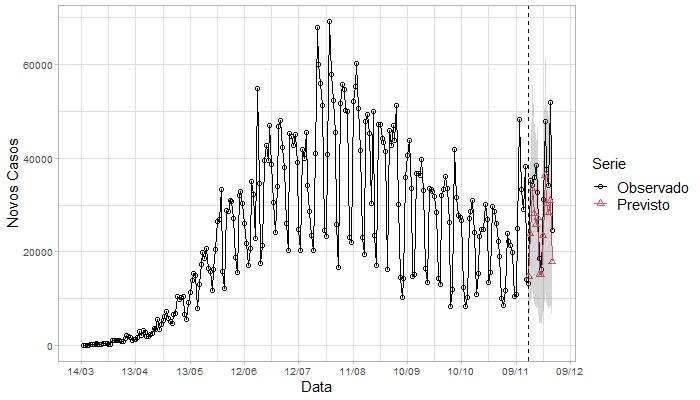 60000
40000
20000
0
Novos Casos
14/03
13/04
13/05
12/06
12/07
11/08
10/09
10/10
09/11
09/12
Data
Serie
Observado
Previsto